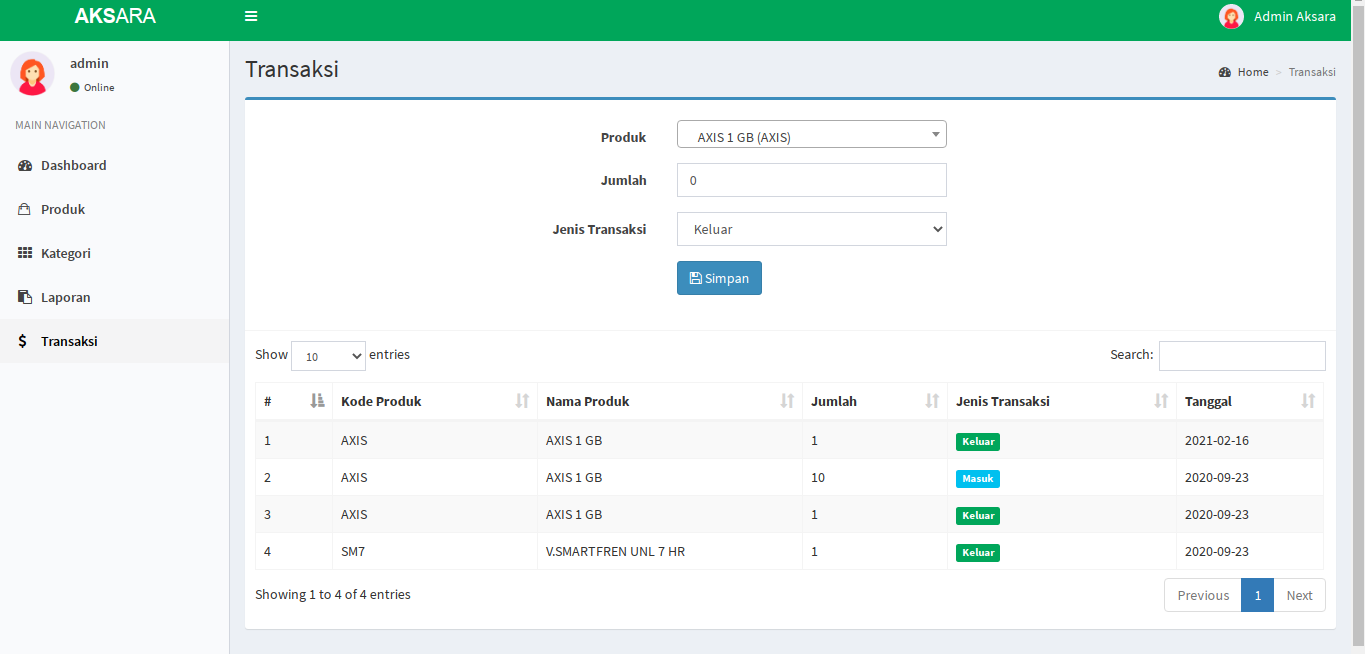 AKSARA
Admin Aksara
admin
Online
MAIN NAVIGATION
Dashboard
Produk
Kategori
Laporan
Transaksi
Transaksi
Home > Transaksi
Produk AXIS 1 GB (AXIS)
Jumlah 0
Jenis Transaksi Keluar
Simpan
Show 10 entries Search:
# Kode Produk Nama Produk Jumlah Jenis Transaksi Tanggal
1 AXIS AXIS 1 GB 1 Keluar 2021-02-16
2 AXIS AXIS 1 GB 10 Masuk 2020-09-23
3 AXIS AXIS 1 GB 1 Keluar 2020-09-23
4 SM7 V.SMARTFREN UNL 7 HR 1 Keluar 2020-09-23
Showing 1 to 4 of 4 entries Previous 1 Next